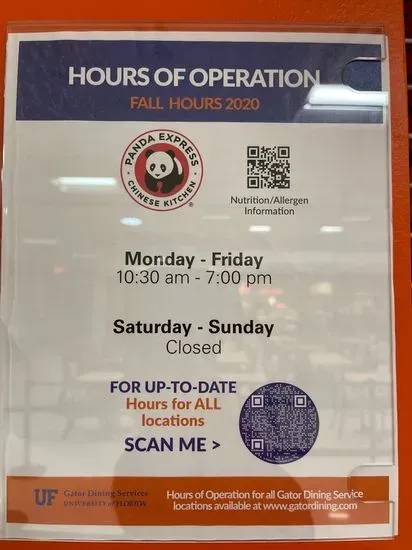 HOURS OF OPERATION
FALL HOURS 2020
PANDA EXPRESS
CHINESE KITCHEN
®
Nutrition/Allergen
Information
Monday - Friday
10:30 am - 7:00 pm
Saturday - Sunday
Closed
FOR UP-TO-DATE
Hours for ALL
locations
SCAN ME >
UF Gator Dining Services
UNIVERSITY of FLORIDA
Hours of Operation for all Gator Dining Service
locations available at www.gatordining.com